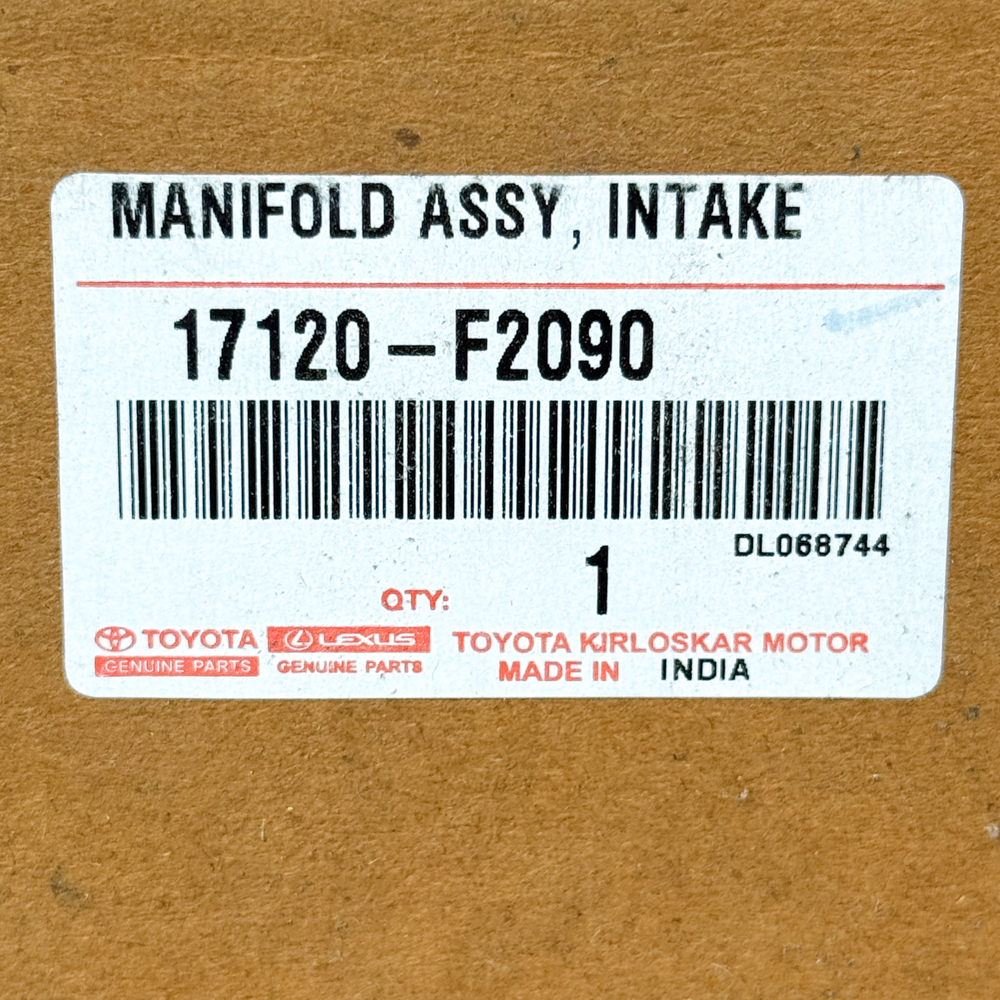 MANIFOLD ASSY, INTAKE
17120-F2090
DL068744
QTY: 1
TOYOTA LEXUS TOYOTA KIRLOSKAR MOTOR
GENUINE PARTS GENUINE PARTS MADE IN INDIA